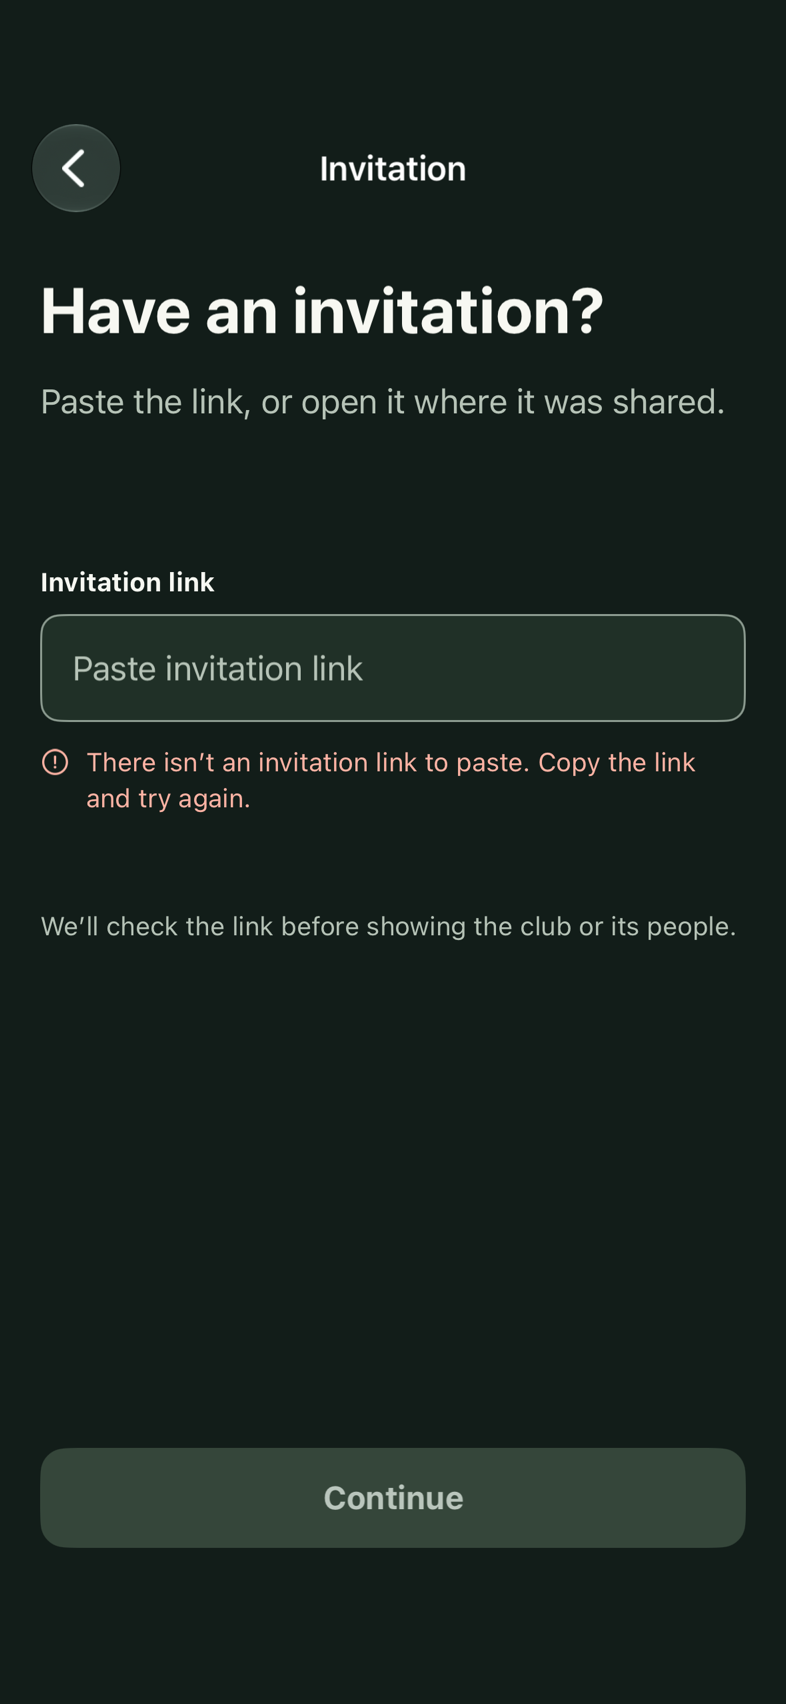 Invitation
Have an invitation?
Paste the link, or open it where it was shared.
Invitation link
Paste invitation link
There isn’t an invitation link to paste. Copy the link
and try again.
We’ll check the link before showing the club or its people.
Continue